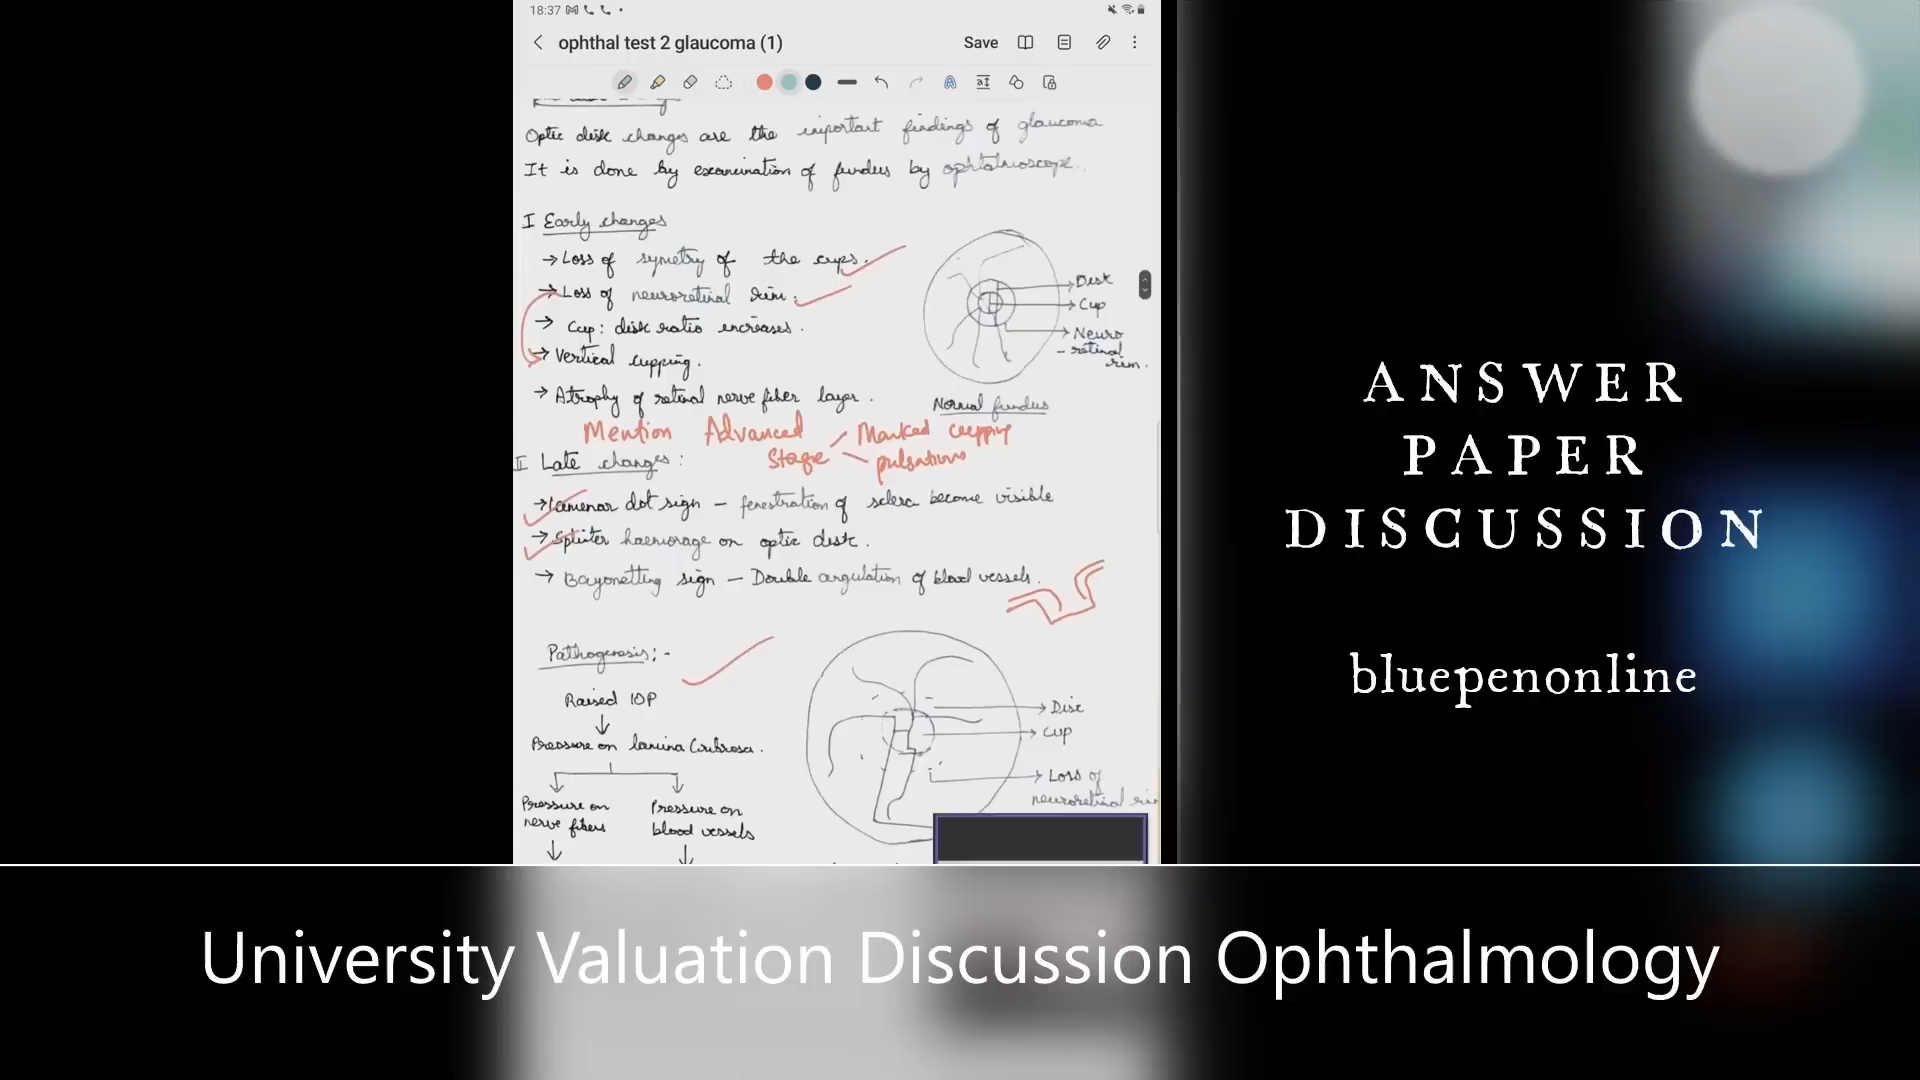 18:37
ophthal test 2 glaucoma (1)
Save
Optic disk changes are the important findings of glaucoma
It is done by examination of fundus by ophtalmoscope.
I Early changes
→ Loss of symetry of the cups.
→ Loss of neuroretinal rim.
→ Cup: disk ratio increases.
→ Vertical cupping.
→ Atrophy of retinal nerve fiber layer.
Disk
Cup
Neuro
- retinal
rim.
Normal fundus
Mention Advanced
Stage
Marked cupping
pulsations
II Late changes:
→ Lamenar dot sign – fenestration of sclera become visible
→ Splinter haemorage on optic disk.
→ Bayonetting sign – Double angulation of blood vessels.
Pathogenesis:-
Raised IOP
↓
Pressure on lamina Cribrosa.
Pressure on
nerve fibers
↓
Pressure on
blood vessels
↓
Disc
Cup
Loss of
neuroretinal
ANSWER
PAPER
DISCUSSION
bluepenonline
University Valuation Discussion Ophthalmology